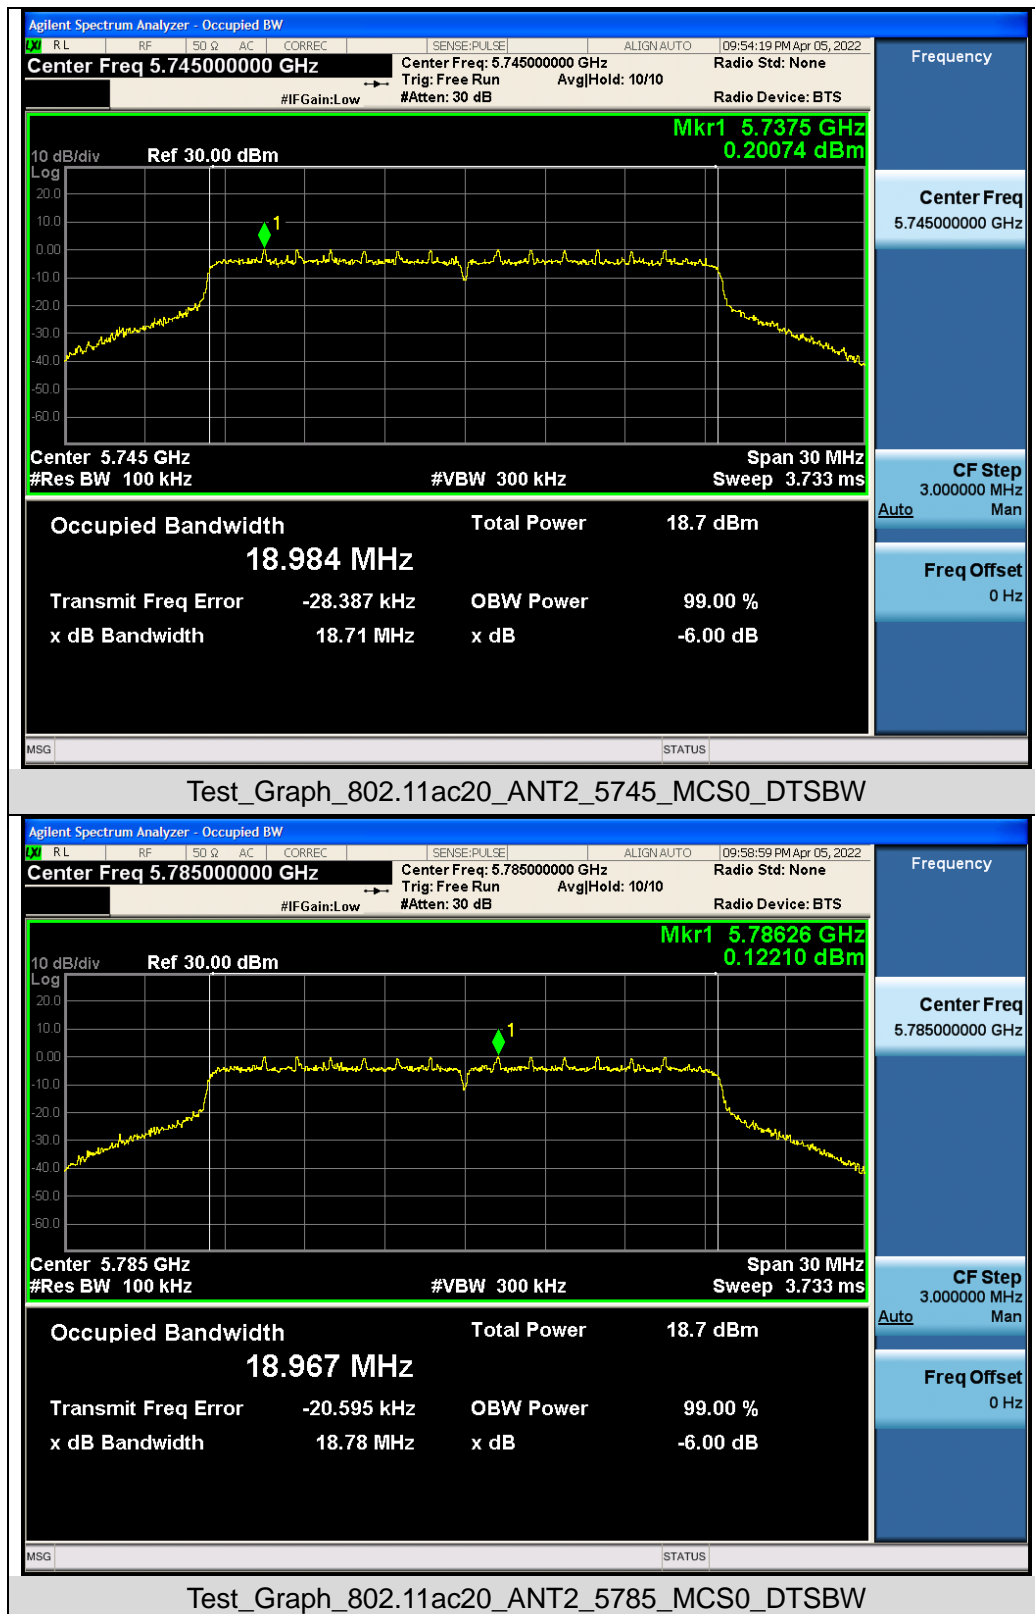 Agilent Spectrum Analyzer - Occupied BW
LXI RL RF 50 Ω AC CORREC SENSE:PULSE ALIGN AUTO 09:54:19 PM Apr 05, 2022
Center Freq 5.745000000 GHz
Center Freq: 5.745000000 GHz
Radio Std: None
Trig: Free Run Avg|Hold: 10/10
#IFGain:Low #Atten: 30 dB
Radio Device: BTS
Frequency
Mkr1 5.7375 GHz
0.20074 dBm
10 dB/div Ref 30.00 dBm
Log
20.0
10.0
0.00
-10.0
-20.0
-30.0
-40.0
-50.0
-60.0
1
Center Freq
5.745000000 GHz
Center 5.745 GHz Span 30 MHz
#Res BW 100 kHz #VBW 300 kHz Sweep 3.733 ms
CF Step
3.000000 MHz
Auto Man
Freq Offset
0 Hz
Occupied Bandwidth Total Power 18.7 dBm
18.984 MHz
Transmit Freq Error -28.387 kHz OBW Power 99.00 %
x dB Bandwidth 18.71 MHz x dB -6.00 dB
MSG STATUS
Test_Graph_802.11ac20_ANT2_5745_MCS0_DTSBW
Agilent Spectrum Analyzer - Occupied BW
LXI RL RF 50 Ω AC CORREC SENSE:PULSE ALIGN AUTO 09:58:59 PM Apr 05, 2022
Center Freq 5.785000000 GHz
Center Freq: 5.785000000 GHz
Radio Std: None
Trig: Free Run Avg|Hold: 10/10
#IFGain:Low #Atten: 30 dB
Radio Device: BTS
Frequency
Mkr1 5.78626 GHz
0.12210 dBm
10 dB/div Ref 30.00 dBm
Log
20.0
10.0
0.00
-10.0
-20.0
-30.0
-40.0
-50.0
-60.0
1
Center Freq
5.785000000 GHz
Center 5.785 GHz Span 30 MHz
#Res BW 100 kHz #VBW 300 kHz Sweep 3.733 ms
CF Step
3.000000 MHz
Auto Man
Freq Offset
0 Hz
Occupied Bandwidth Total Power 18.7 dBm
18.967 MHz
Transmit Freq Error -20.595 kHz OBW Power 99.00 %
x dB Bandwidth 18.78 MHz x dB -6.00 dB
MSG STATUS
Test_Graph_802.11ac20_ANT2_5785_MCS0_DTSBW